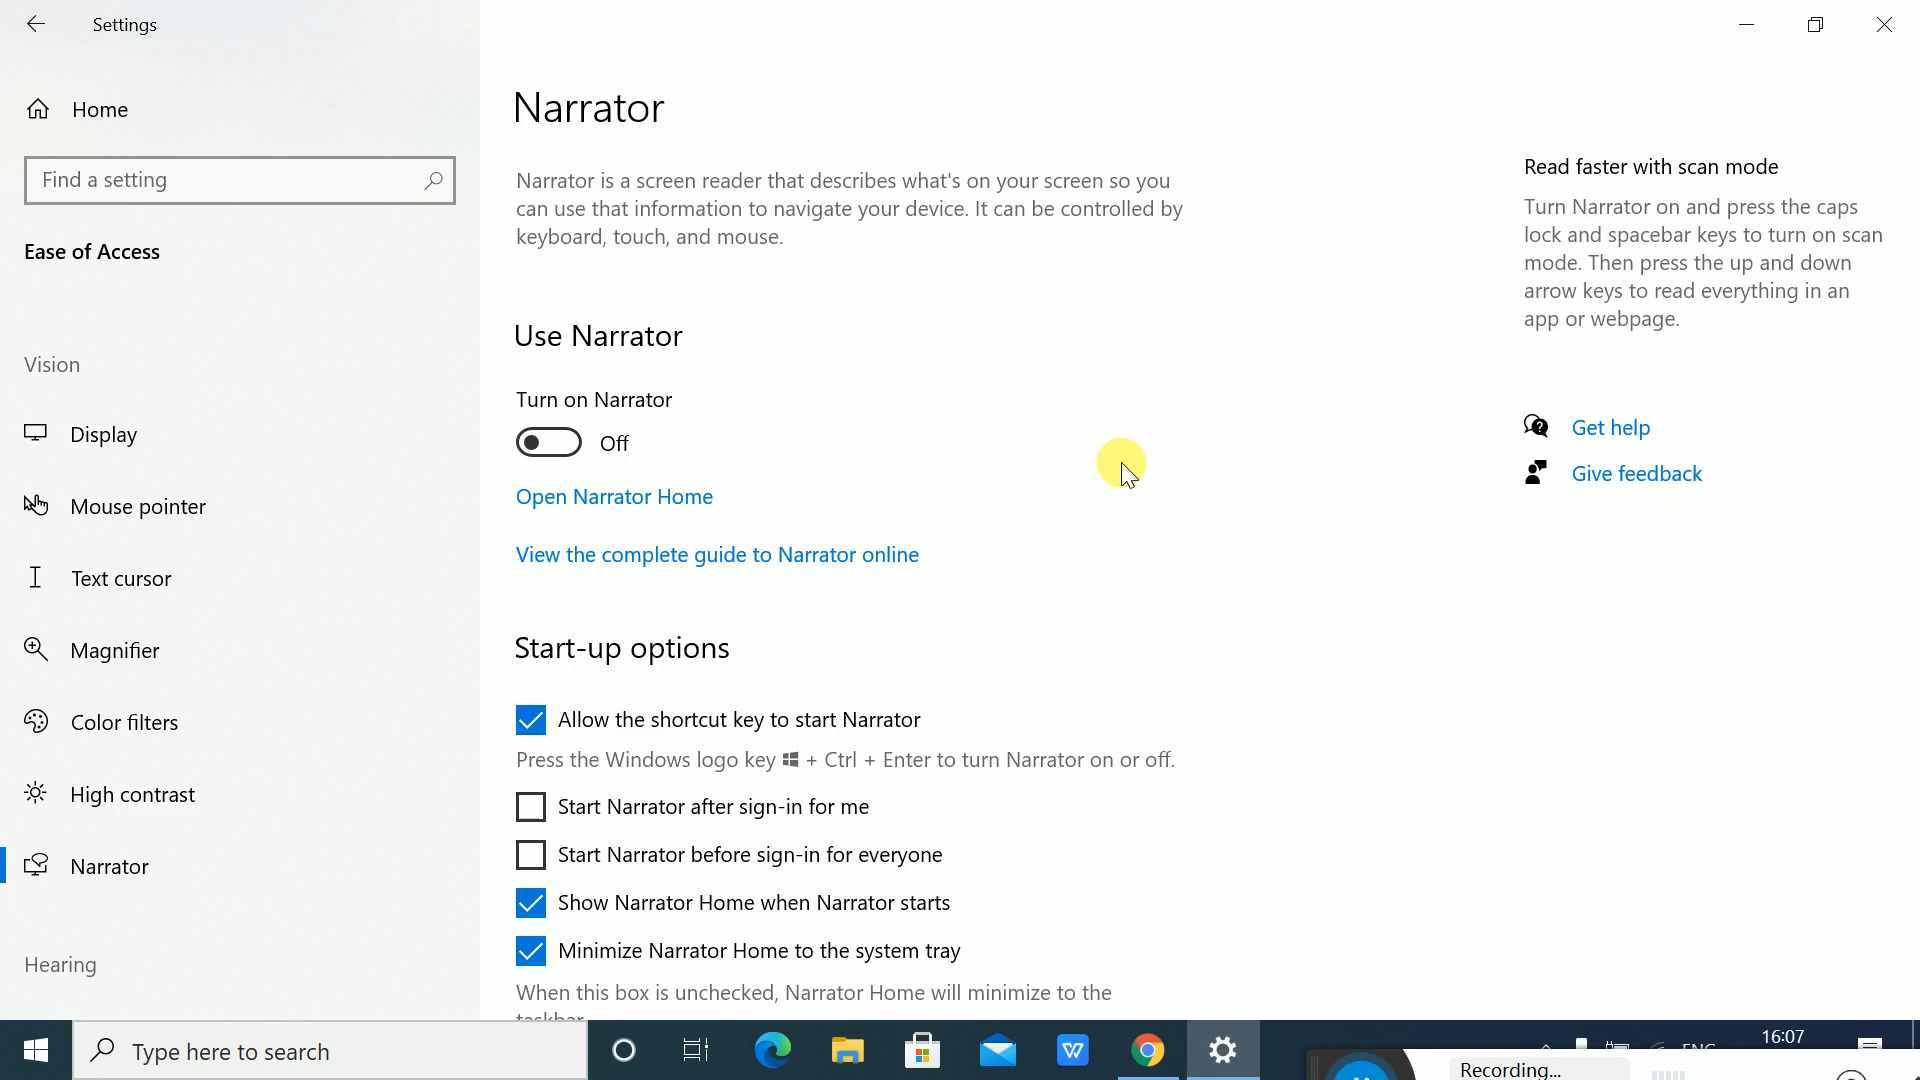 Settings
Home
Find a setting
Ease of Access
Vision
Display
Mouse pointer
Text cursor
Magnifier
Color filters
High contrast
Narrator
Hearing
Narrator
Narrator is a screen reader that describes what's on your screen so you
can use that information to navigate your device. It can be controlled by
keyboard, touch, and mouse.
Use Narrator
Turn on Narrator
Off
Open Narrator Home
View the complete guide to Narrator online
Start-up options
Allow the shortcut key to start Narrator
Press the Windows logo key + Ctrl + Enter to turn Narrator on or off.
Start Narrator after sign-in for me
Start Narrator before sign-in for everyone
Show Narrator Home when Narrator starts
Minimize Narrator Home to the system tray
When this box is unchecked, Narrator Home will minimize to the
taskbar
Read faster with scan mode
Turn Narrator on and press the caps
lock and spacebar keys to turn on scan
mode. Then press the up and down
arrow keys to read everything in an
app or webpage.
Get help
Give feedback
Type here to search
W
ENG
16:07
Recording...